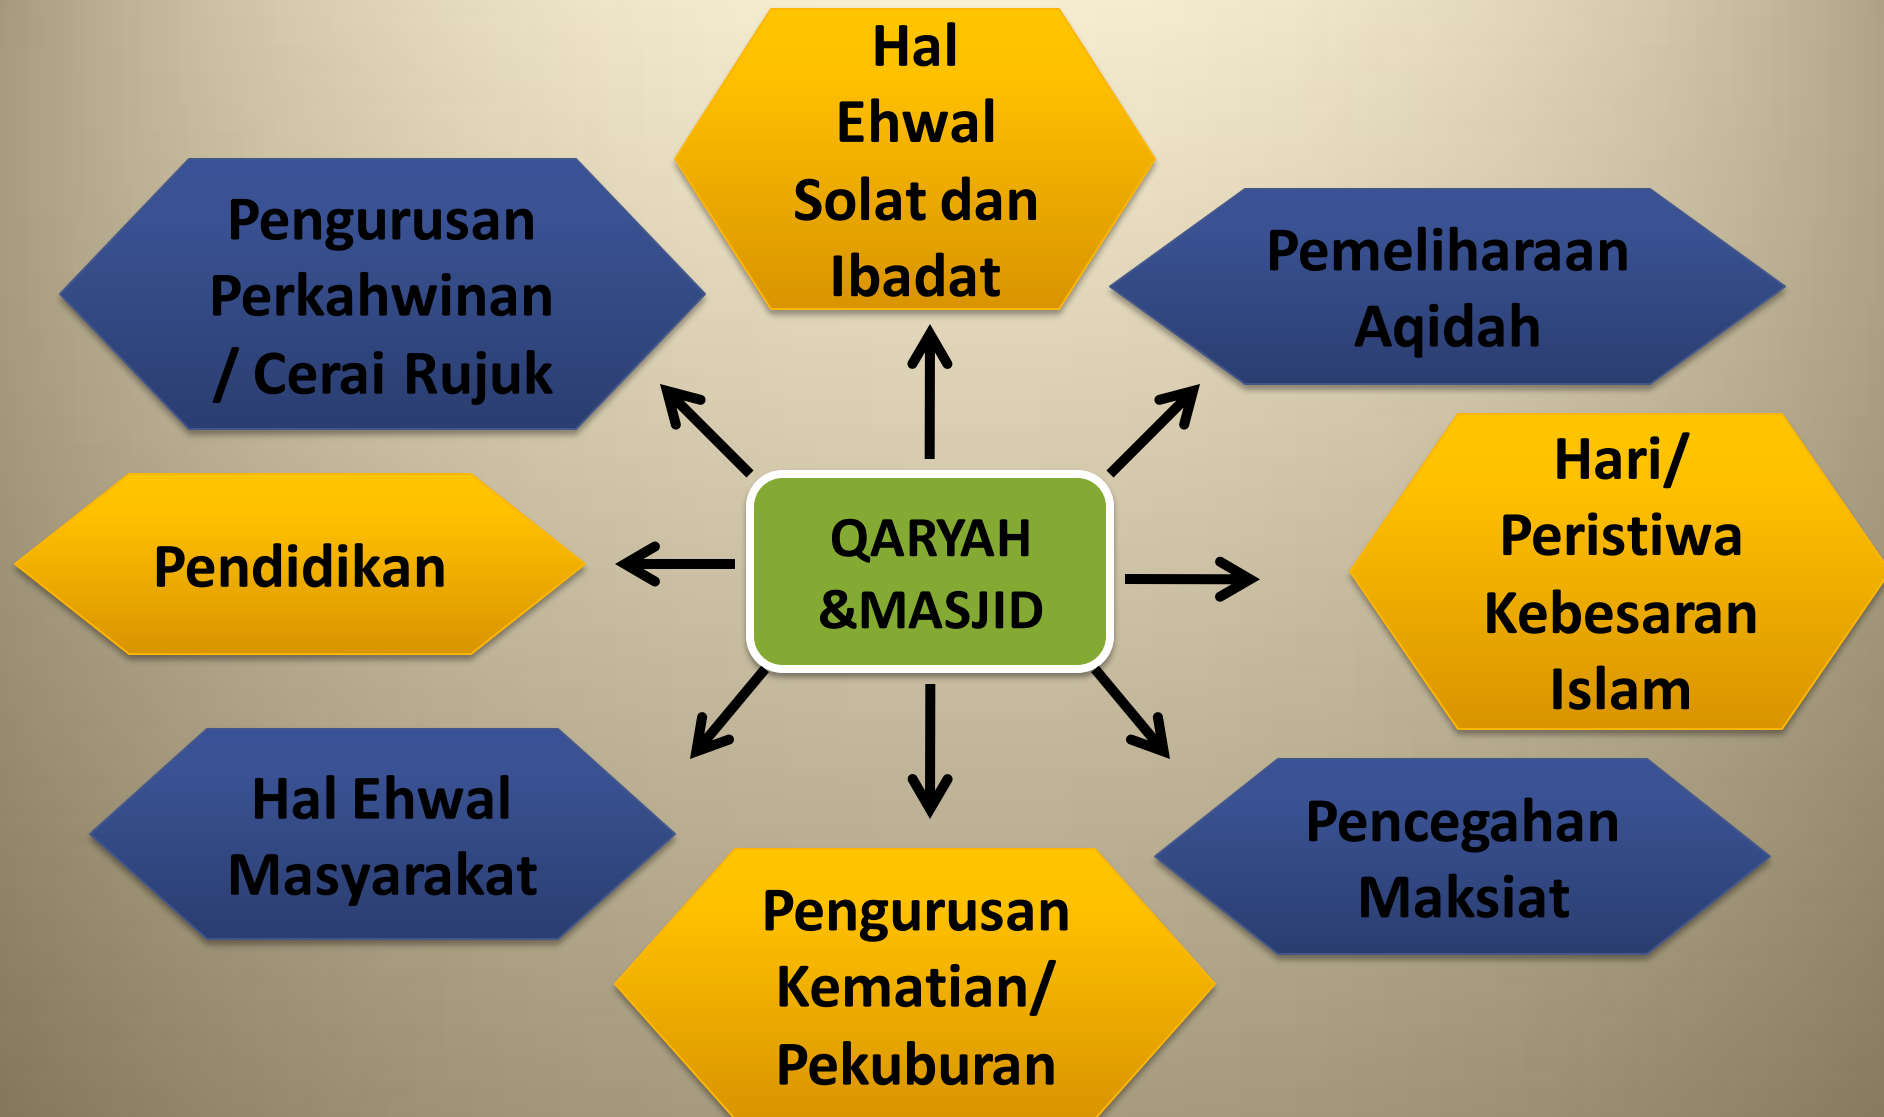 Hal
Ehwal
Solat dan
Ibadat
Pengurusan
Perkahwinan
/ Cerai Rujuk
Pemeliharaan
Aqidah
Hari/
Peristiwa
Kebesaran
Islam
Pendidikan
QARYAH
&MASJID
Hal Ehwal
Masyarakat
Pencegahan
Maksiat
Pengurusan
Kematian/
Pekuburan